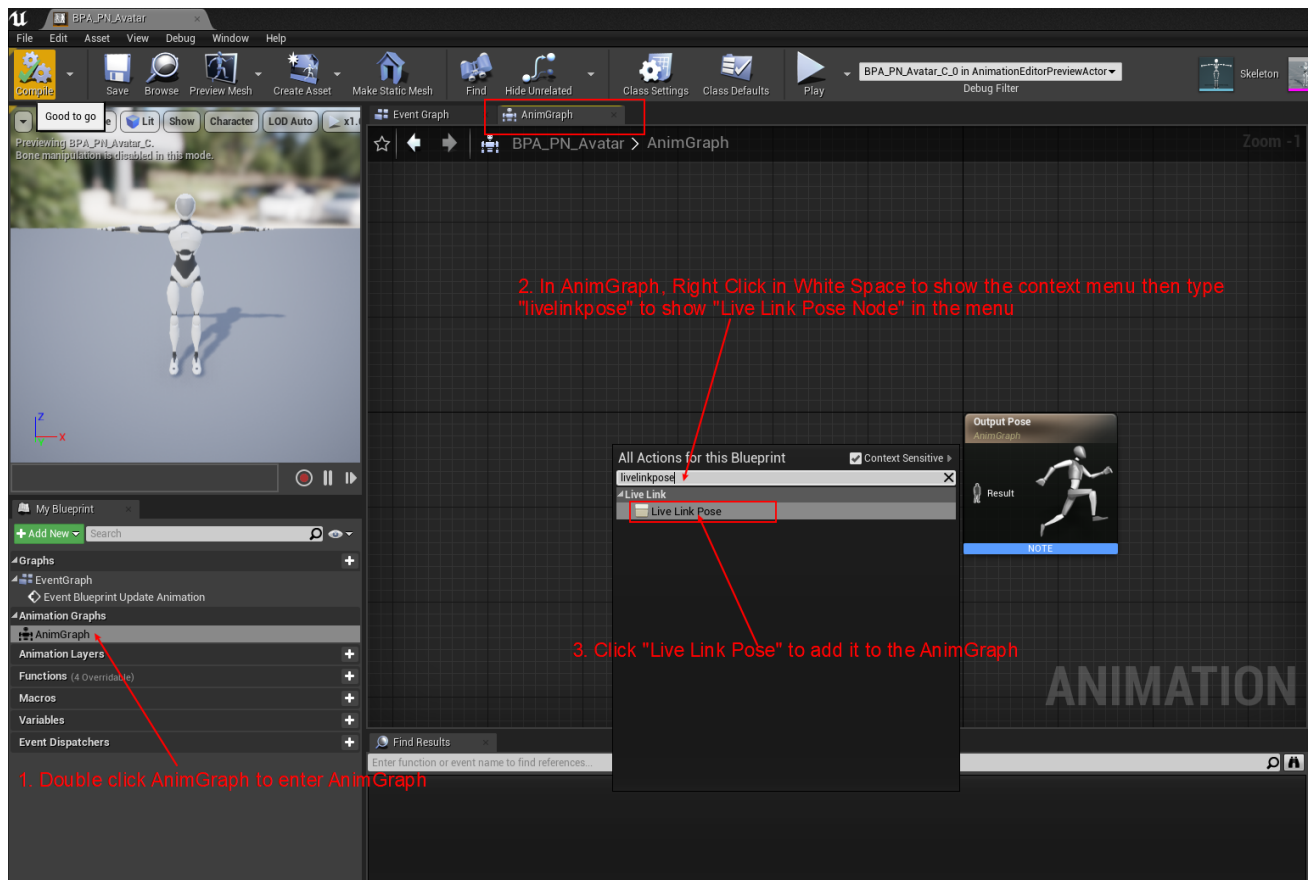 BPA_PN_Avatar
File Edit Asset View Debug Window Help
Compile
Save
Browse
Preview Mesh
Create Asset
Make Static Mesh
Find
Hide Unrelated
Class Settings
Class Defaults
Play
BPA_PN_Avatar_C_0 in AnimationEditorPreviewActor
Debug Filter
Skeleton
Good to go
Lit
Show
Character
LOD Auto
Previewing BPA_PN_Avatar_C.
Bone manipulation is disabled in this mode.
Event Graph
AnimGraph
BPA_PN_Avatar > AnimGraph
Zoom -1
2. In AnimGraph, Right Click in White Space to show the context menu then type
"livelinkpose" to show "Live Link Pose Node" in the menu
Z
X
Output Pose
AnimGraph
Result
NOTE
All Actions for this Blueprint
Context Sensitive
livelinkpose
Live Link
Live Link Pose
3. Click "Live Link Pose" to add it to the AnimGraph
ANIMATION
My Blueprint
Add New
Search
Graphs
EventGraph
Event Blueprint Update Animation
Animation Graphs
AnimGraph
Animation Layers
Functions (4 Overridable)
Macros
Variables
Event Dispatchers
1. Double click AnimGraph to enter AnimGraph
Find Results
Enter function or event name to find references...